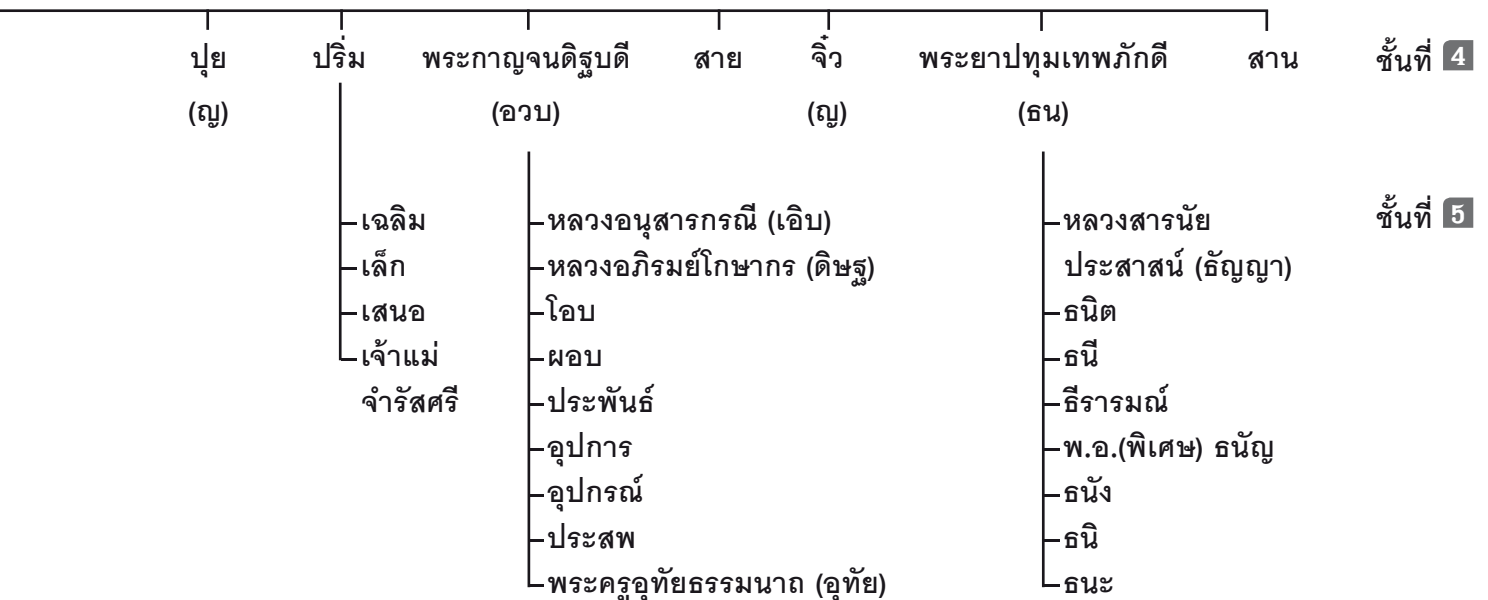 ปุย ปริ่ม พระกาญจนดิฐบดี สาย จิ๋ว พระยาปทุมเทพภักดี สาน ชั้นที่ 4
(ญ) (อวบ) (ญ) (ธน)
เฉลิม หลวงอนุสารกรณี (เอิบ) หลวงสารนัย ชั้นที่ 5
เล็ก หลวงอภิรมย์โกษากร (ดิษฐ) ประสาสน์ (ธัญญา)
เสนอ โอบ ธนิต
เจ้าแม่ ผอบ ธนี
จำรัสศรี ประพันธ์ ธีรารมณ์
อุปการ พ.อ.(พิเศษ) ธนัญ
อุปกรณ์ ธนัง
ประสพ ธนิ
พระครูอุทัยธรรมนาถ (อุทัย) ธนะ